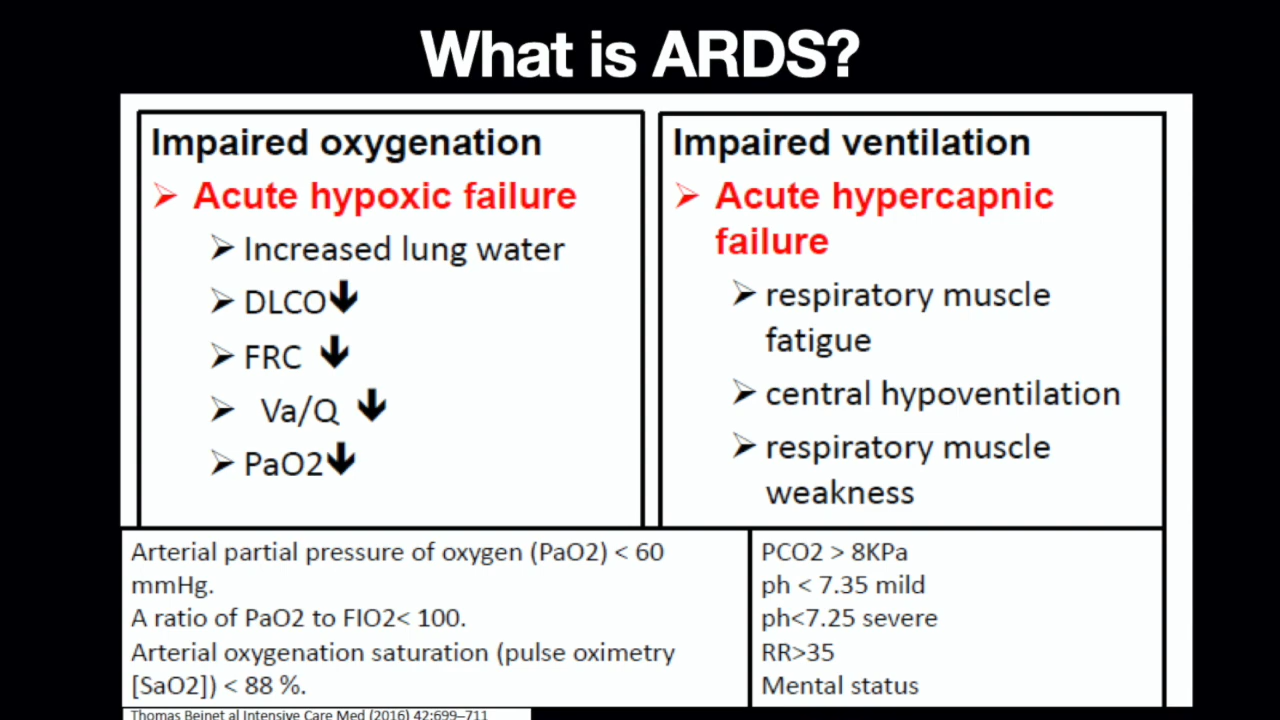 What is ARDS?
Impaired oxygenation
Acute hypoxic failure
Increased lung water
DLCO
FRC
Va/Q
PaO2
Impaired ventilation
Acute hypercapnic
failure
respiratory muscle
fatigue
central hypoventilation
respiratory muscle
weakness
Arterial partial pressure of oxygen (PaO2) < 60
mmHg.
A ratio of PaO2 to FIO2< 100.
Arterial oxygenation saturation (pulse oximetry
[SaO2]) < 88 %.
PCO2 > 8KPa
ph < 7.35 mild
ph<7.25 severe
RR>35
Mental status
Thomas Beinet al Intensive Care Med (2016) 42:699–711